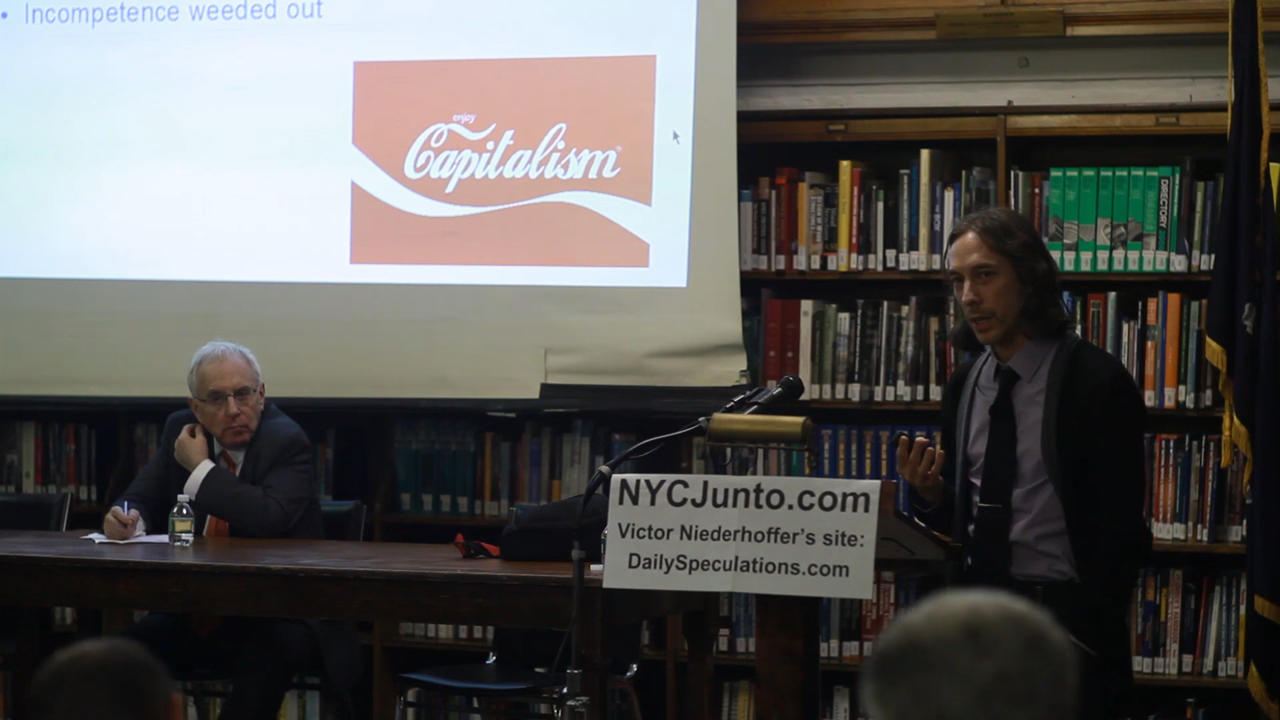 • Incompetence weeded out
enjoy
Capitalism
DIRECTORY
NYCJunto.com
Victor Niederhoffer's site:
DailySpeculations.com